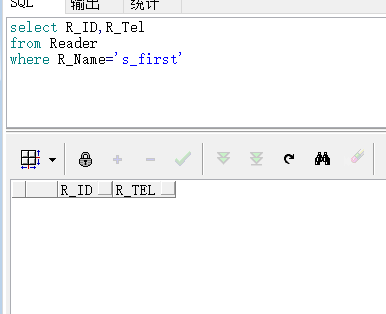 SQL 输出 统计
select R_ID,R_Tel
from Reader
where R_Name='s_first'
R_ID R_TEL